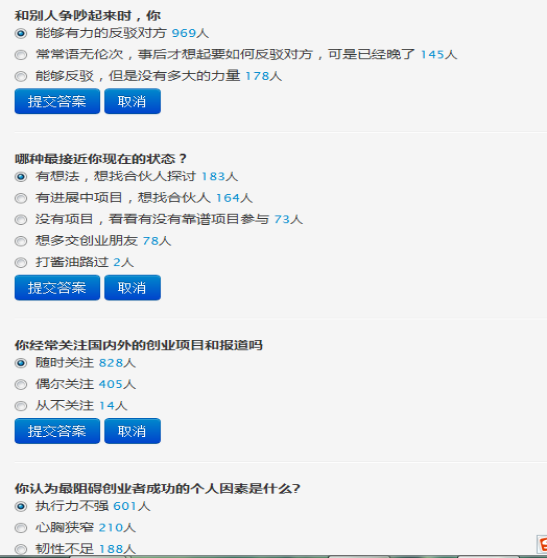 和别人争吵起来时，你
能够有力的反驳对方 969人
常常语无伦次，事后才想起要如何反驳对方，可是已经晚了 145人
能够反驳，但是没有多大的力量 178人
提交答案 取消
哪种最接近你现在的状态？
有想法，想找合伙人探讨 183人
有进展中项目，想找合伙人 164人
没有项目，看看有没有靠谱项目参与 73人
想多交创业朋友 78人
打酱油路过 2人
提交答案 取消
你经常关注国内外的创业项目和报道吗
随时关注 828人
偶尔关注 405人
从不关注 14人
提交答案 取消
你认为最阻碍创业者成功的个人因素是什么?
执行力不强 601人
心胸狭窄 210人
韧性不足 188人